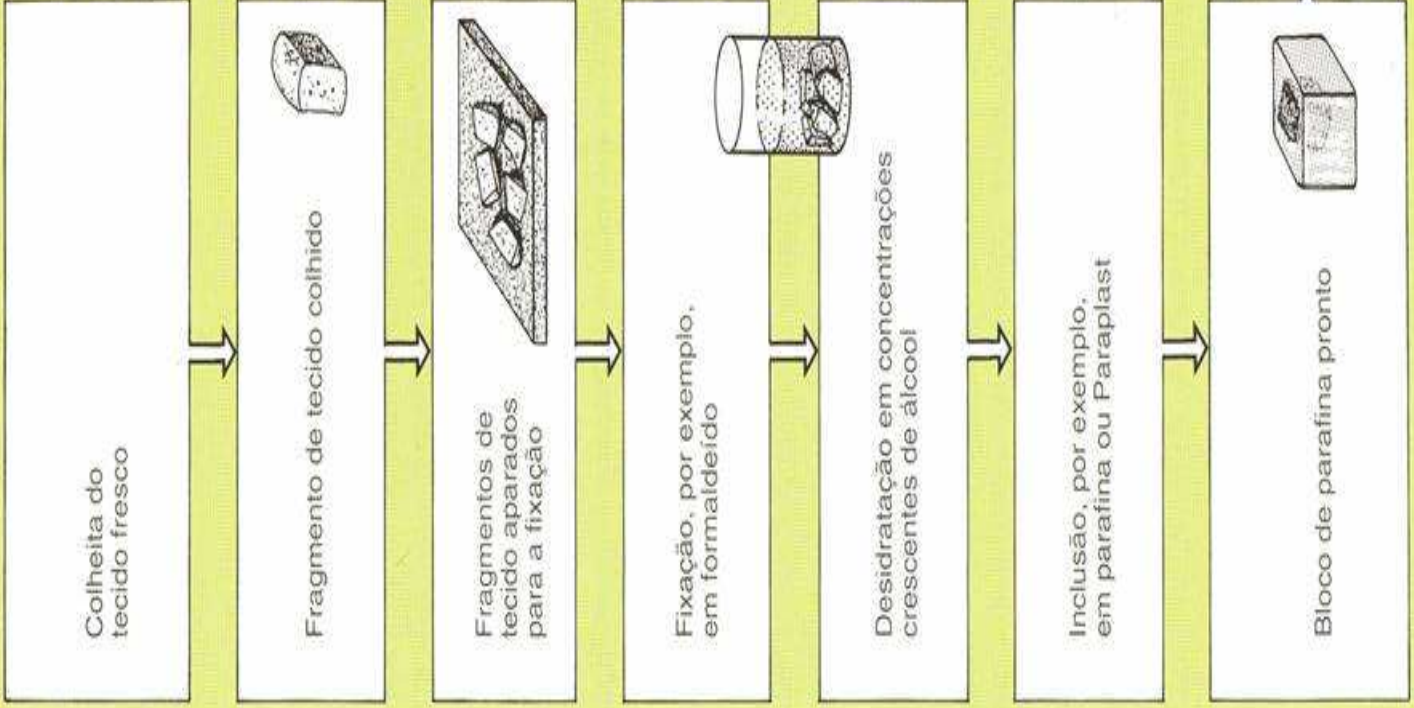 Colheita do
tecido fresco
Fragmento de tecido colhido
Fragmentos de
tecido aparados
para a fixação
Fixação, por exemplo,
em formaldeído
Desidratação em concentrações
crescentes de álcool
Inclusão, por exemplo,
em parafina ou Paraplast
Bloco de parafina pronto